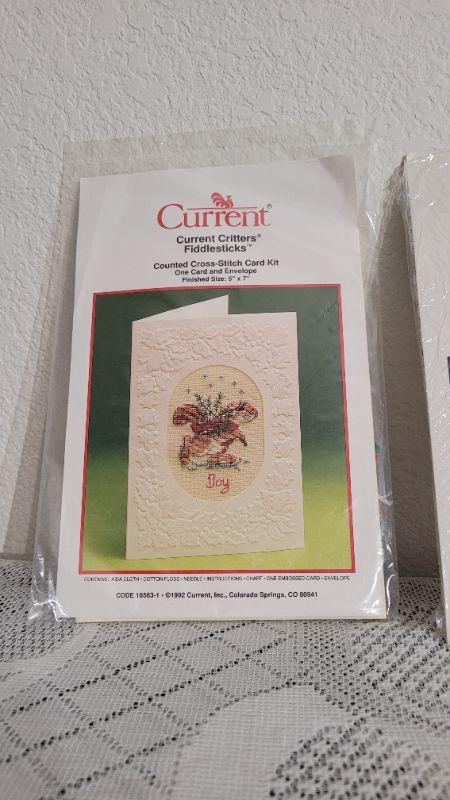 Current®
Current Critters®
Fiddlesticks™
Counted Cross-Stitch Card Kit
One Card and Envelope
Finished Size: 5" x 7"
Joy
CONTAINS: AIDA CLOTH • COTTON FLOSS • NEEDLE • INSTRUCTIONS • CHART • ONE EMBOSSED CARD • ENVELOPE
CODE 18563-1 • ©1992 Current, Inc., Colorado Springs, CO 80941